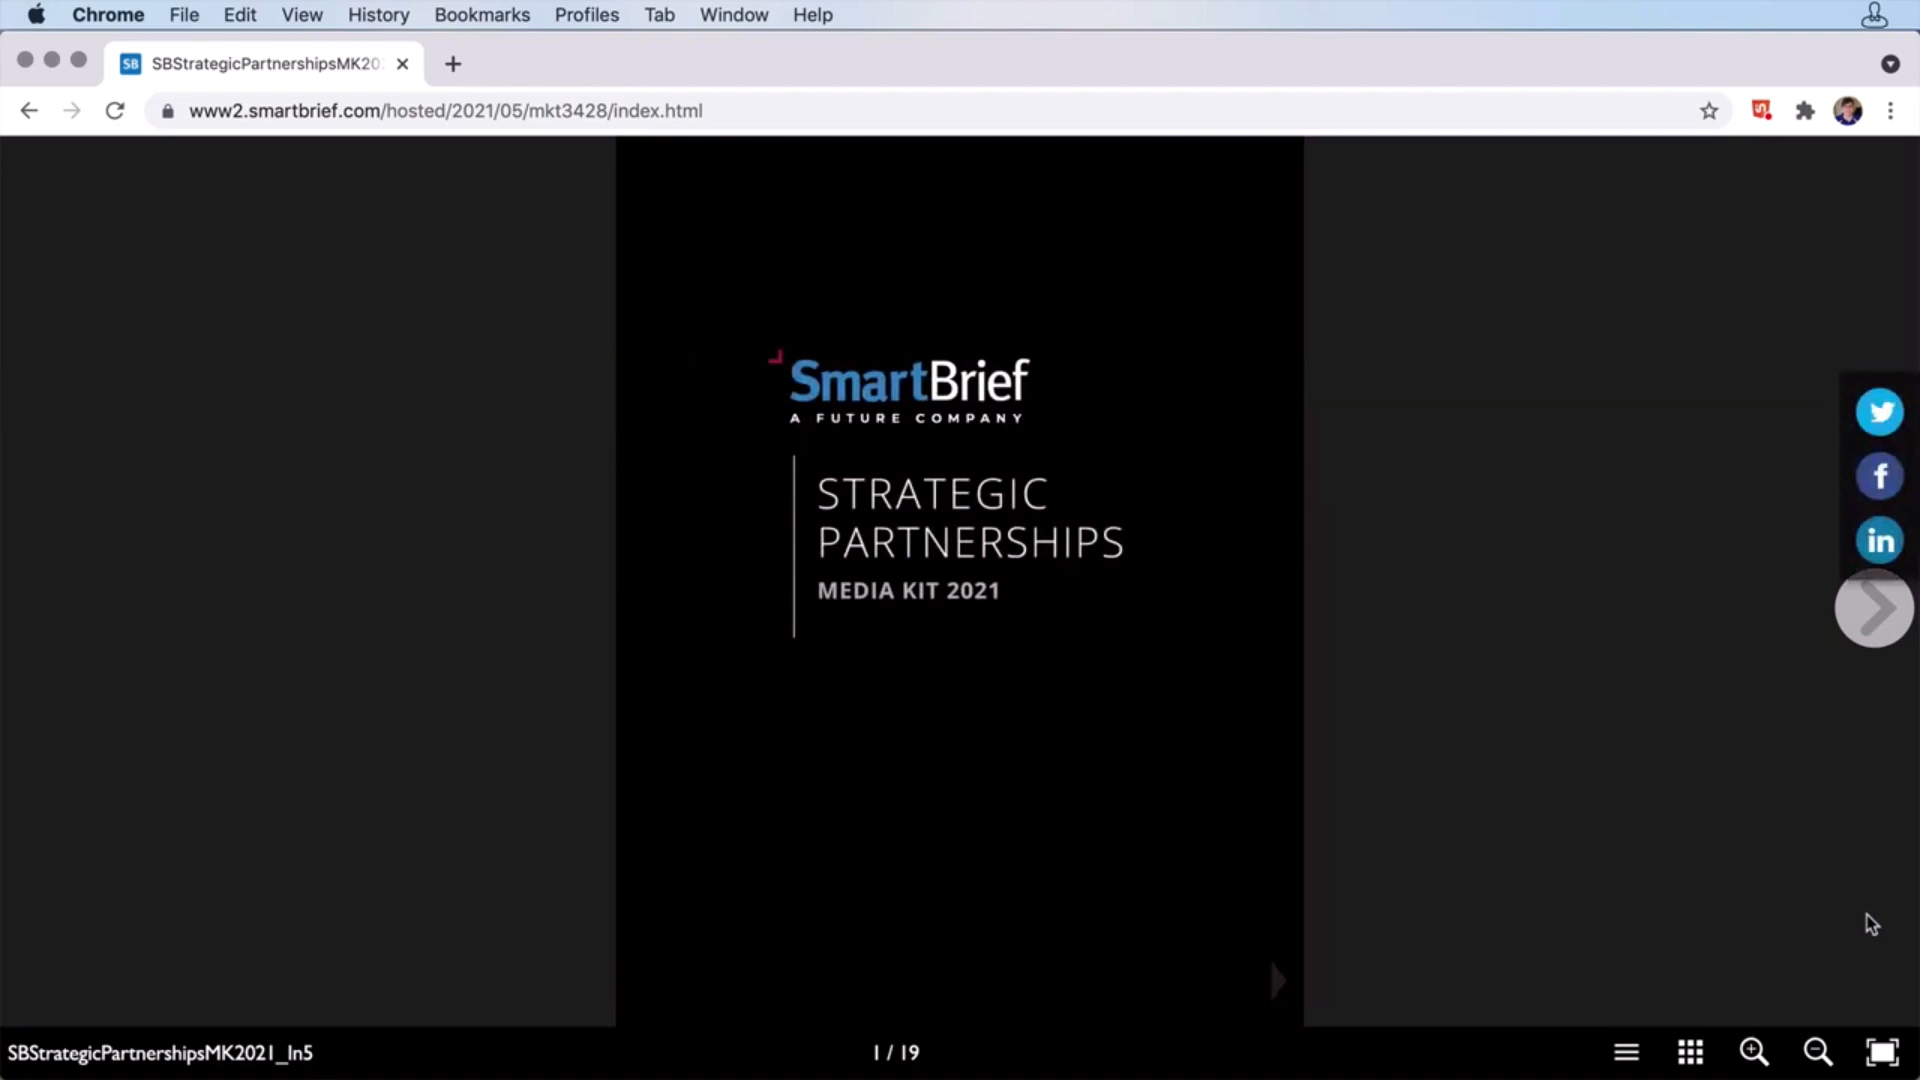 Chrome File Edit View History Bookmarks Profiles Tab Window Help
SB SBStrategicPartnershipsMK20
www2.smartbrief.com/hosted/2021/05/mkt3428/index.html
SmartBrief
A FUTURE COMPANY
STRATEGIC
PARTNERSHIPS
MEDIA KIT 2021
f
in
SBStrategicPartnershipsMK2021_In5
1 / 19